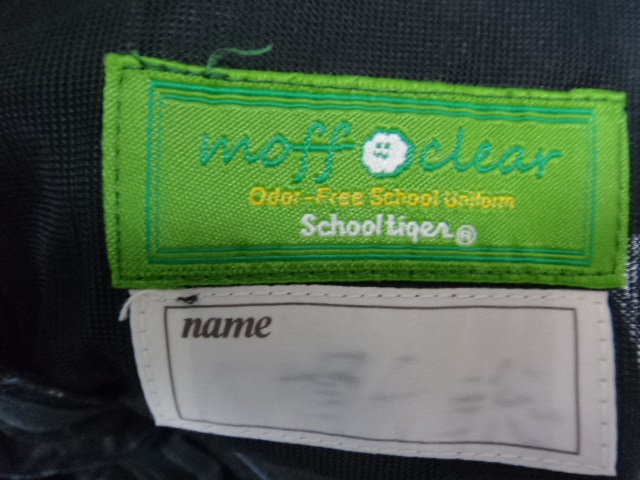 moff clear
Odor-Free School Uniform
Schooltiger®
name